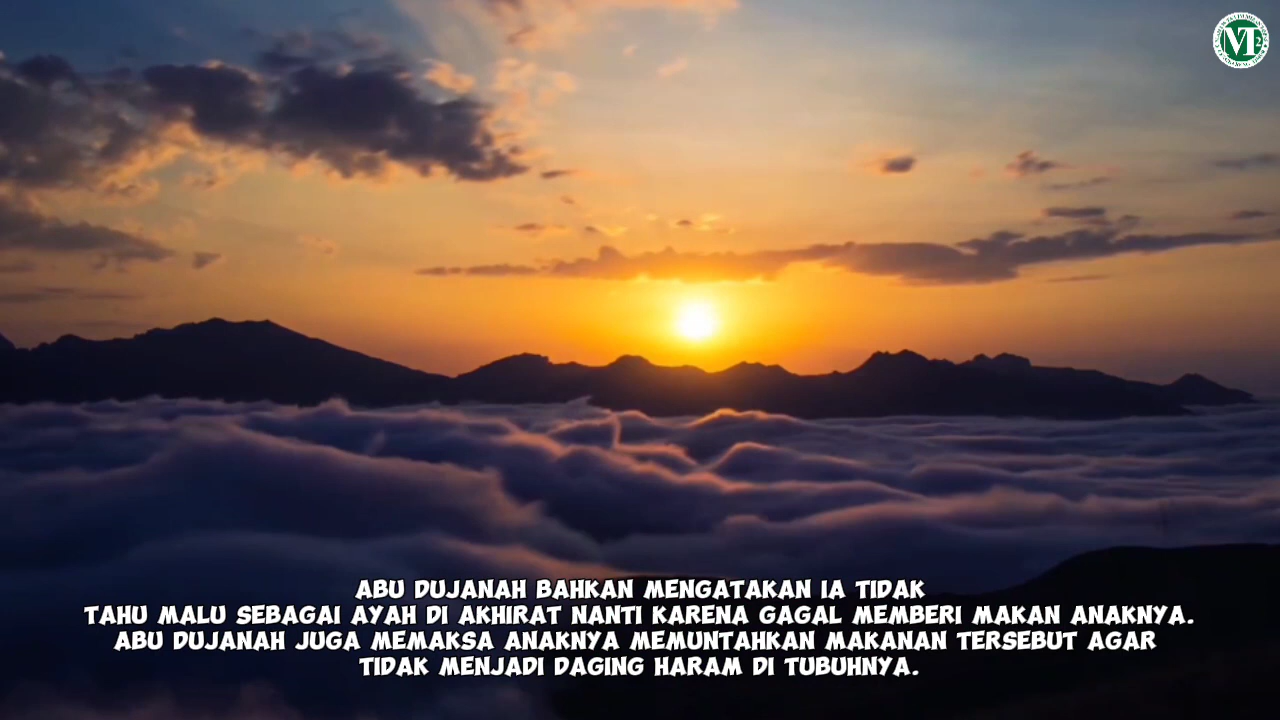 VM2
ABU DUJANAH BAHKAN MENGATAKAN IA TIDAK
TAHU MALU SEBAGAI AYAH DI AKHIRAT NANTI KARENA GAGAL MEMBERI MAKAN ANAKNYA.
ABU DUJANAH JUGA MEMAKSA ANAKNYA MEMUNTAHKAN MAKANAN TERSEBUT AGAR
TIDAK MENJADI DAGING HARAM DI TUBUHNYA.